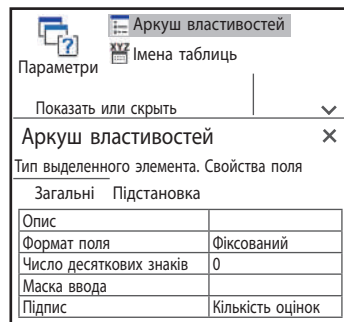 Аркуш властивостей
XYZ Імена таблиць
Параметри
Показать или скрыть
Аркуш властивостей
Тип выделенного элемента. Свойства поля
Загальні Підстановка
Опис
Формат поля Фіксований
Число десяткових знаків 0
Маска ввода
Підпис Кількість оцінок